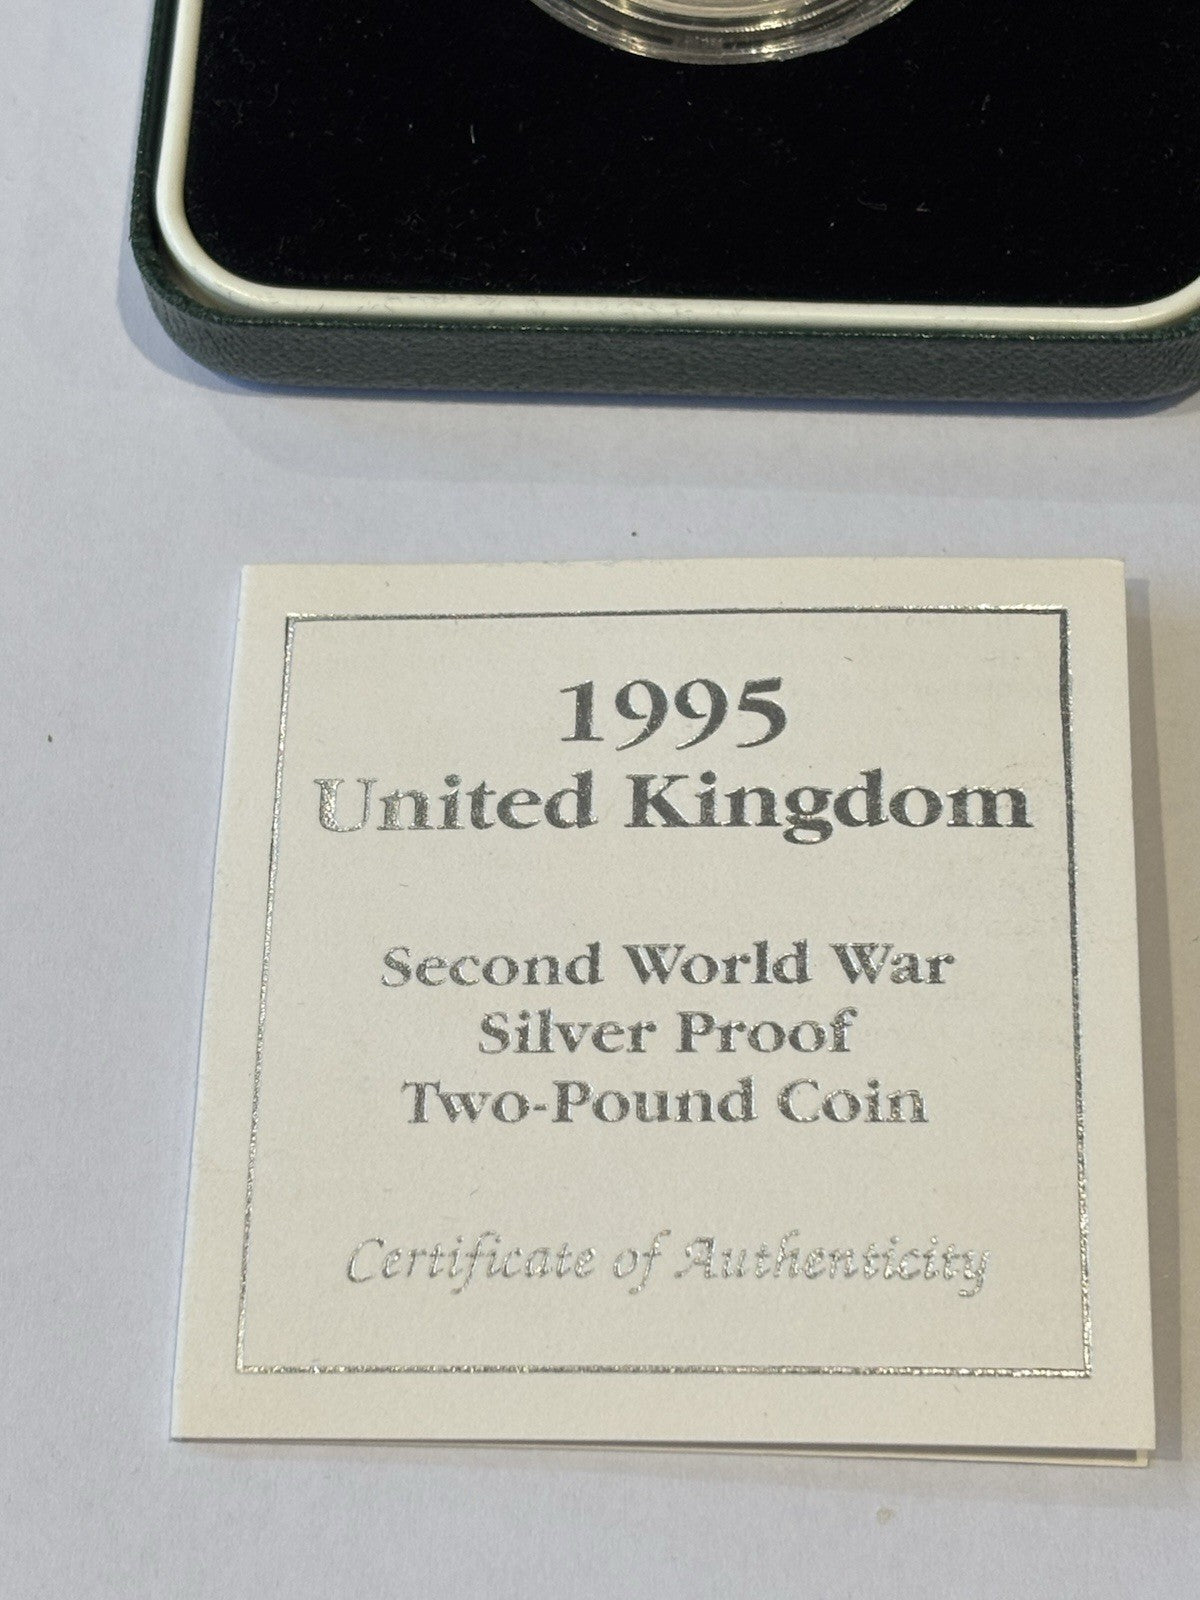 1995
United Kingdom
Second World War
Silver Proof
Two-Pound Coin
Certificate of Authenticity